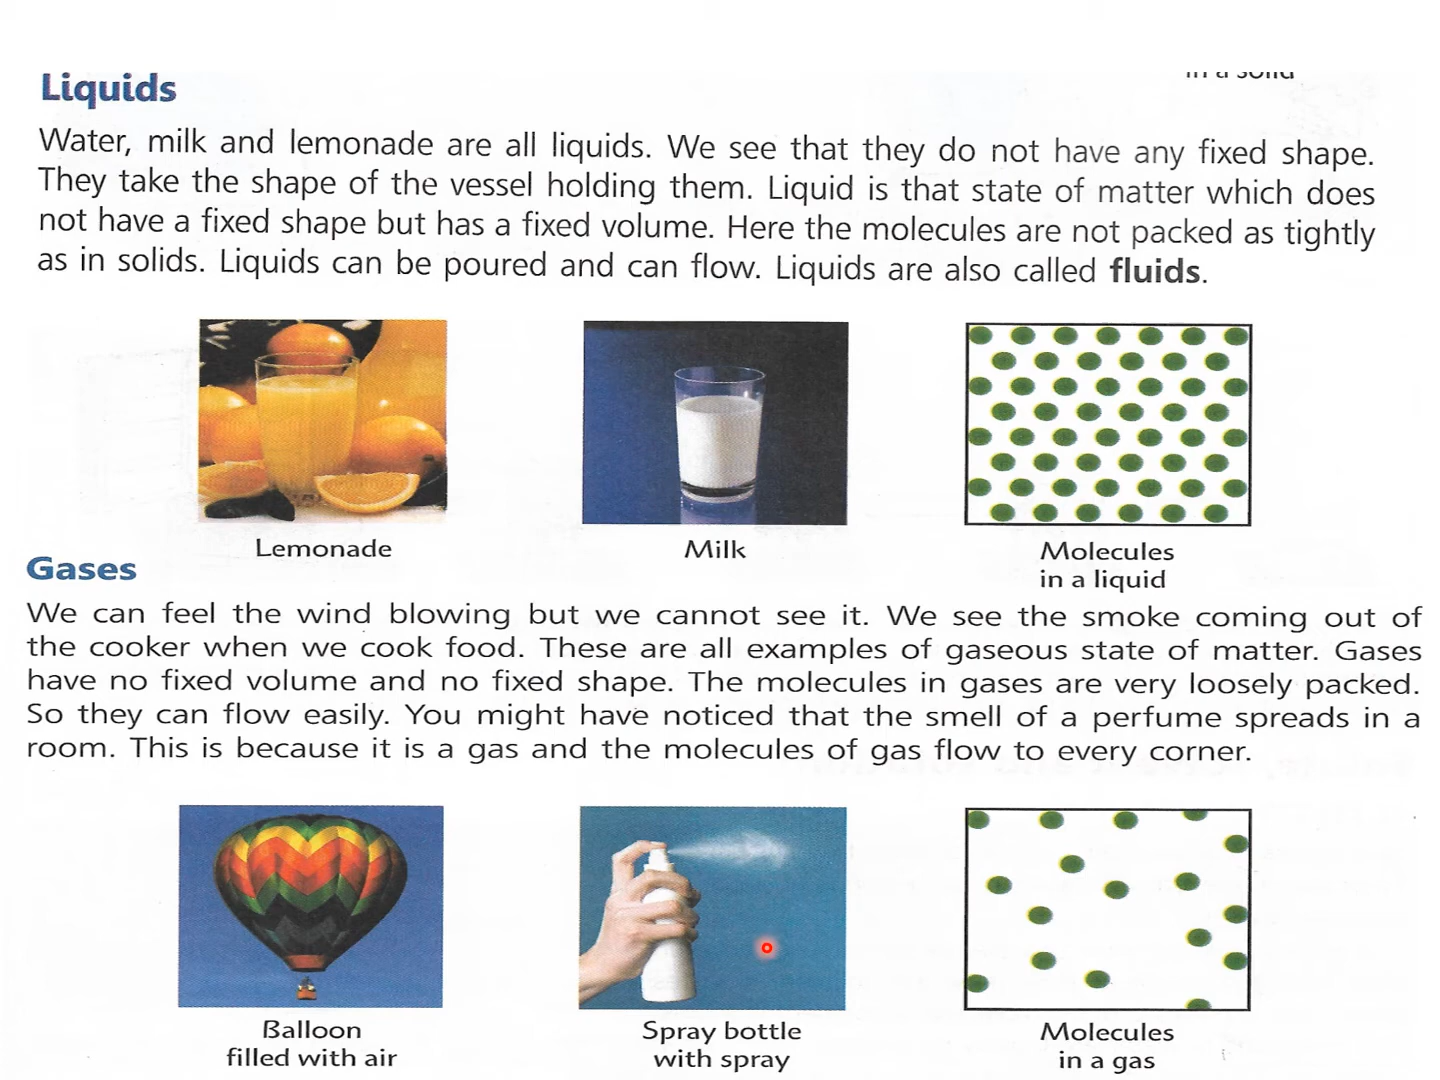 in a solid
Liquids
Water, milk and lemonade are all liquids. We see that they do not have any fixed shape.
They take the shape of the vessel holding them. Liquid is that state of matter which does
not have a fixed shape but has a fixed volume. Here the molecules are not packed as tightly
as in solids. Liquids can be poured and can flow. Liquids are also called fluids.
Lemonade
Milk
Molecules
in a liquid
Gases
We can feel the wind blowing but we cannot see it. We see the smoke coming out of
the cooker when we cook food. These are all examples of gaseous state of matter. Gases
have no fixed volume and no fixed shape. The molecules in gases are very loosely packed.
So they can flow easily. You might have noticed that the smell of a perfume spreads in a
room. This is because it is a gas and the molecules of gas flow to every corner.
Balloon
filled with air
Spray bottle
with spray
Molecules
in a gas